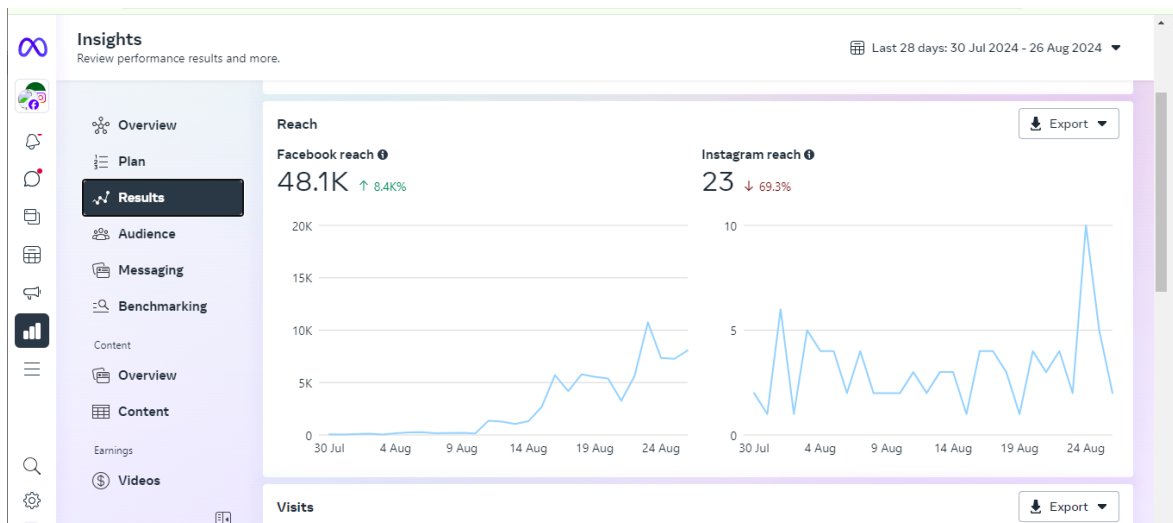 Insights
Review performance results and more.
Last 28 days: 30 Jul 2024 - 26 Aug 2024
Overview
Plan
Results
Audience
Messaging
Benchmarking
Content
Overview
Content
Earnings
Videos
Reach
Export
Facebook reach
48.1K ↑ 8.4K%
20K
15K
10K
5K
0
30 Jul 4 Aug 9 Aug 14 Aug 19 Aug 24 Aug
Instagram reach
23 ↓ 69.3%
10
5
0
30 Jul 4 Aug 9 Aug 14 Aug 19 Aug 24 Aug
Visits
Export